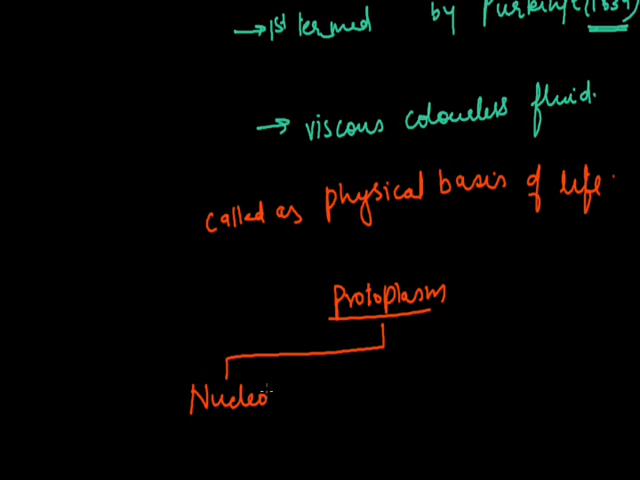 → 1st termed by Purkinje (1839)
→ viscous colourless fluid.
called as physical basis of life.
Protoplasm
Nucleo